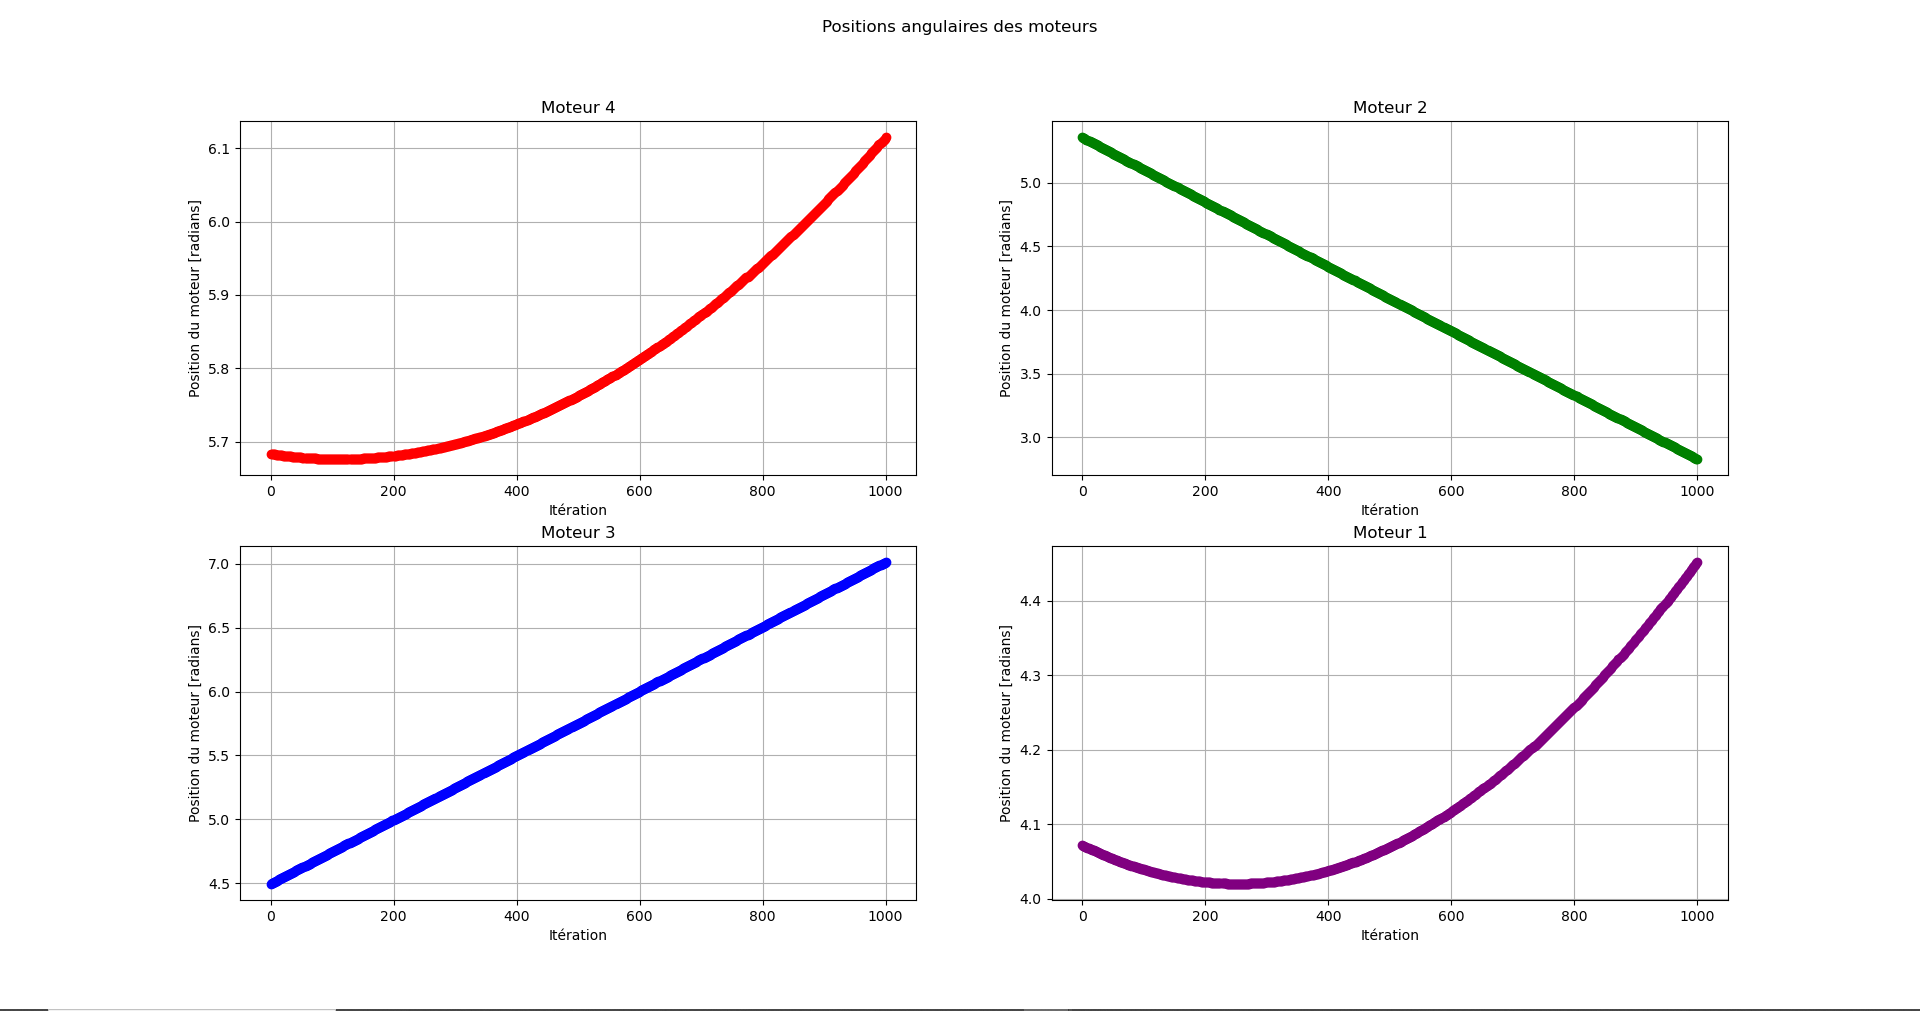 Positions angulaires des moteurs
Moteur 4
Position du moteur [radians]
6.1
6.0
5.9
5.8
5.7
0 200 400 600 800 1000
Itération
Moteur 2
Position du moteur [radians]
5.0
4.5
4.0
3.5
3.0
0 200 400 600 800 1000
Itération
Moteur 3
Position du moteur [radians]
7.0
6.5
6.0
5.5
5.0
4.5
0 200 400 600 800 1000
Itération
Moteur 1
Position du moteur [radians]
4.4
4.3
4.2
4.1
4.0
0 200 400 600 800 1000
Itération